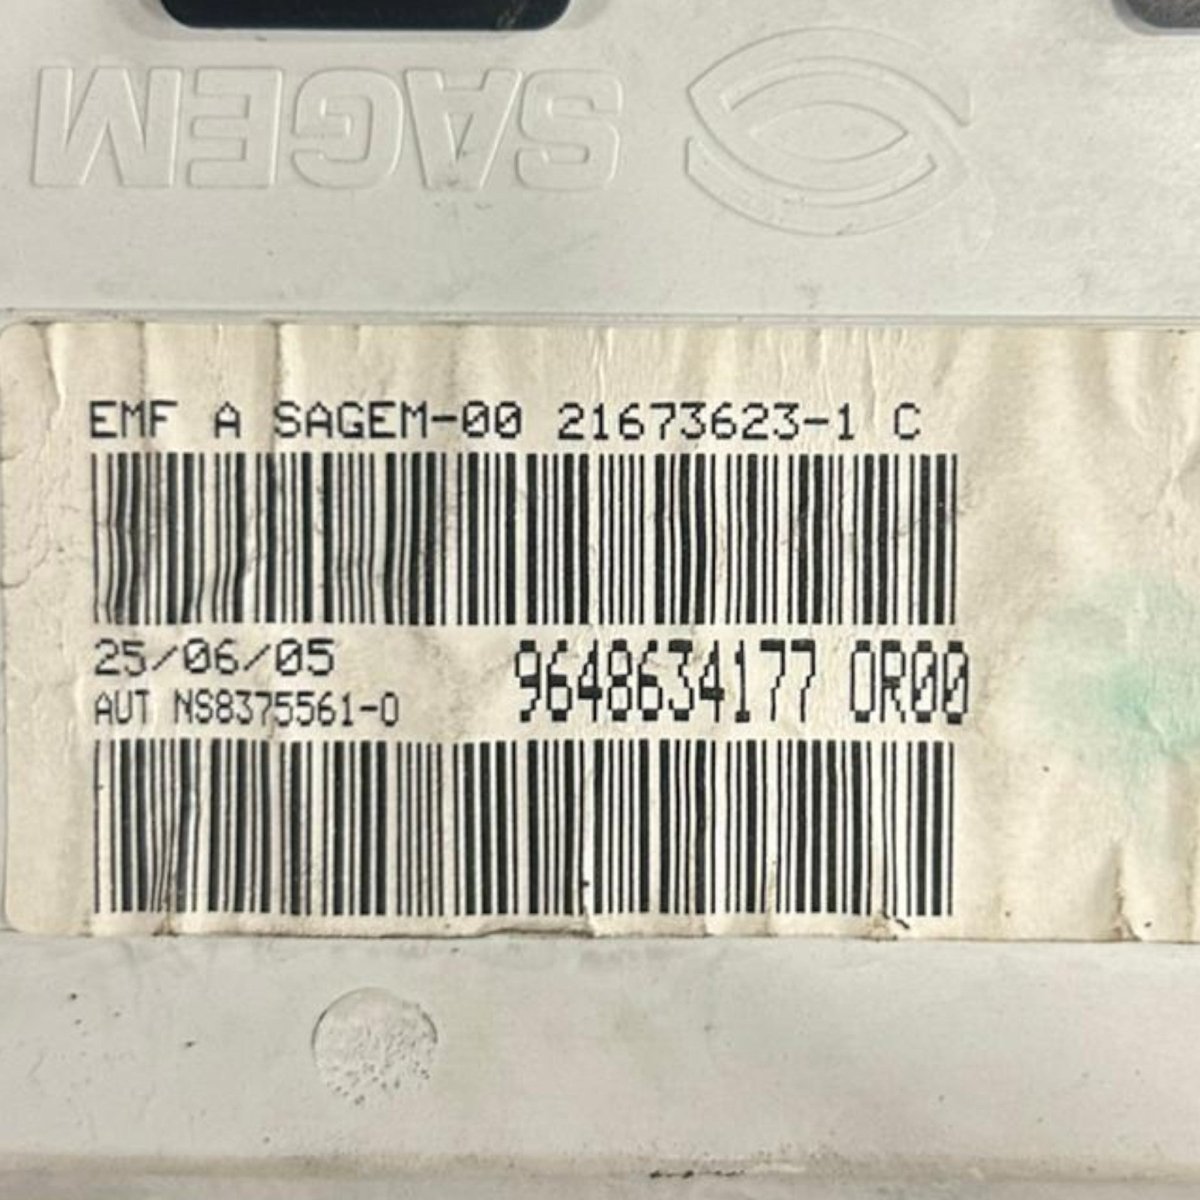 SAGEM
EMF A SAGEM-00 21673623-1 C
25/06/05
AUT NS8375561-0
9648634177 0R00